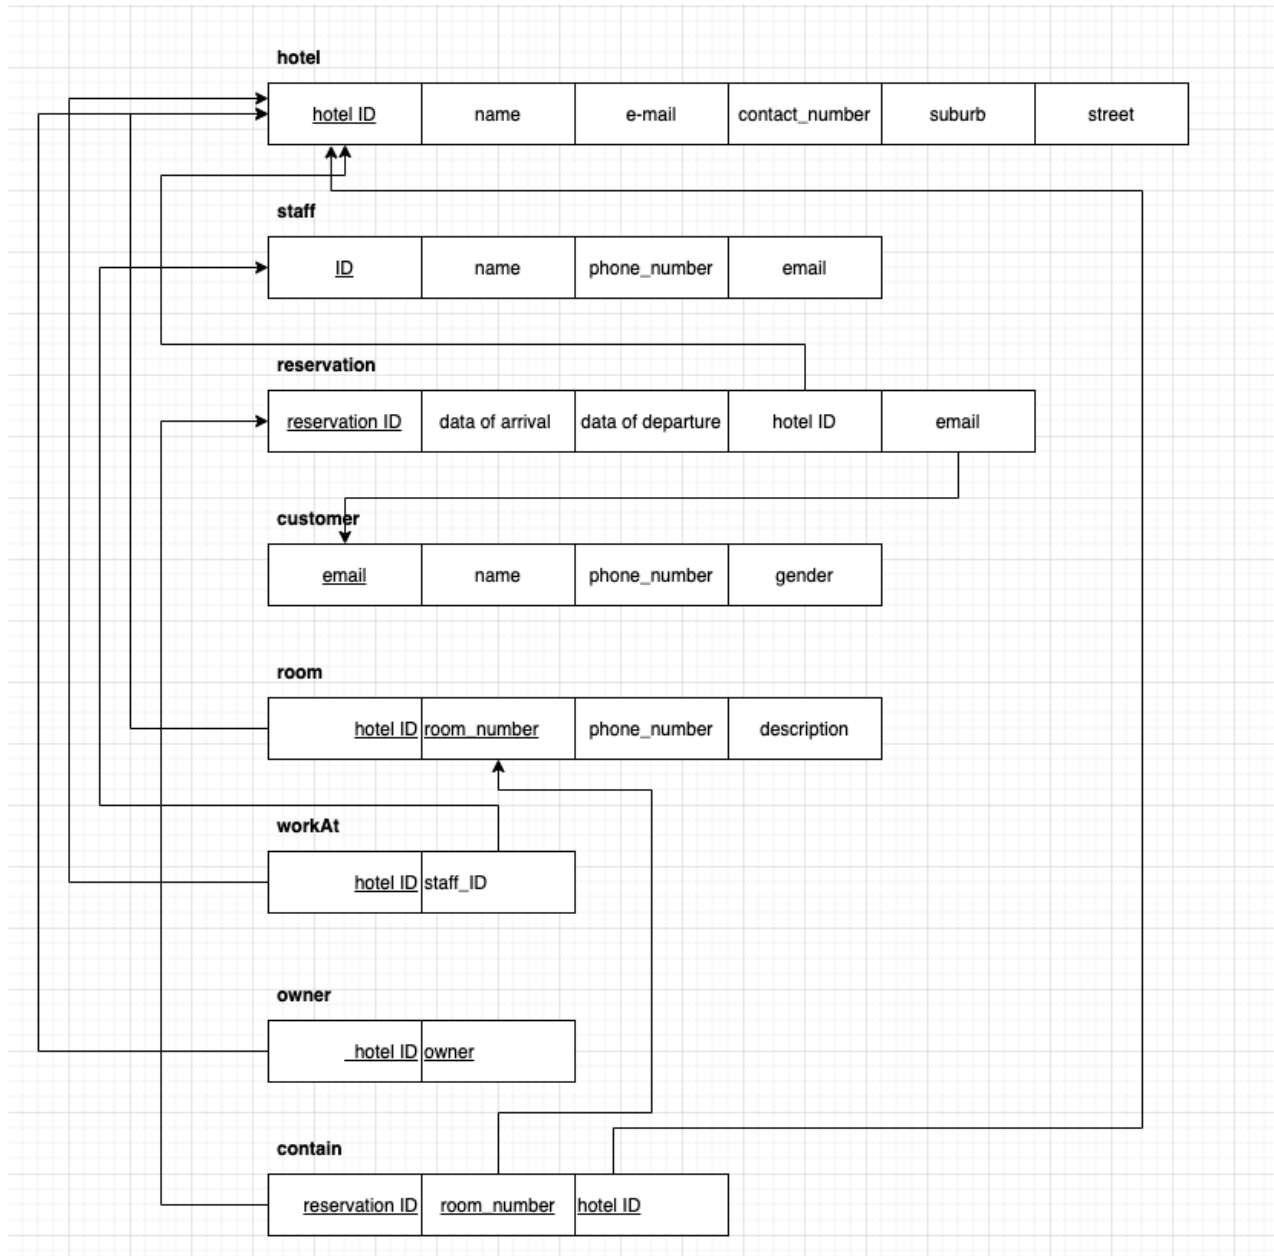 hotel
hotel ID name e-mail contact_number suburb street
staff
ID name phone_number email
reservation
reservation ID data of arrival data of departure hotel ID email
customer
email name phone_number gender
room
hotel ID room_number phone_number description
workAt
hotel ID staff_ID
owner
hotel ID owner
contain
reservation ID room_number hotel ID